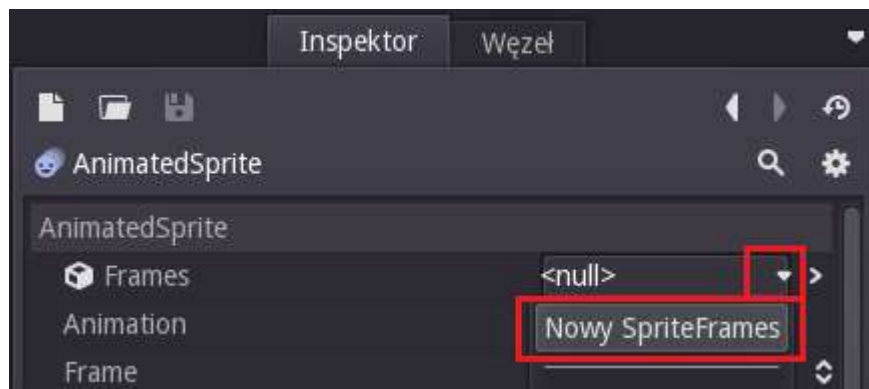 Inspektor Węzeł
AnimatedSprite
AnimatedSprite
Frames <null>
Animation Nowy SpriteFrames
Frame